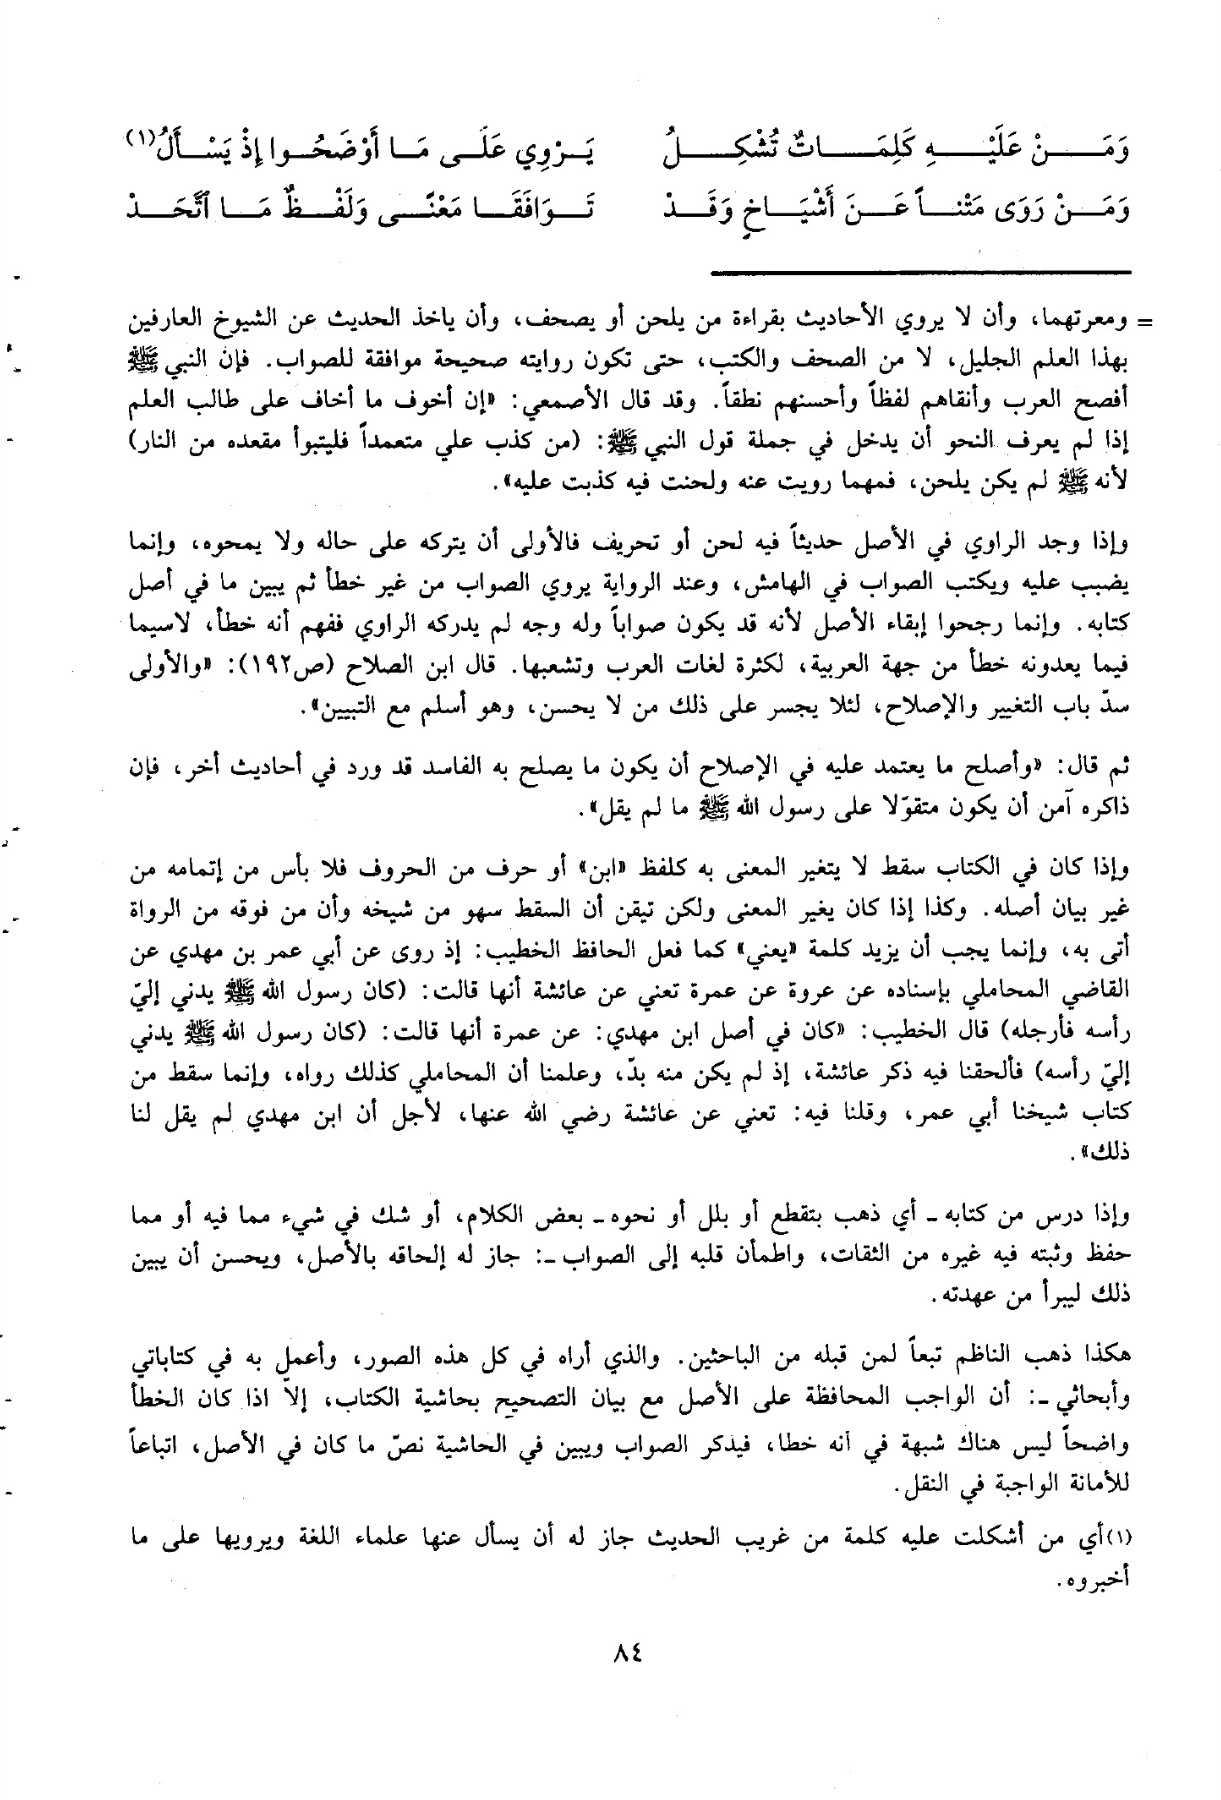 وَمَنْ عَلَيْهِ كَلِمَاتٌ تُشْكِلُ يَرْوِي عَلَى مَا أَوْضَحُوا إِذْ يَسْأَلُ(١)
وَمَنْ رَوَى مَتْناً عَنَ أَشْيَاخٍ وَقَدْ تَوَافَقَا مَعْنًى وَلَفْظٌ مَا ٱتَّحَدْ
= ومعرتهما، وأن لا يروي الأحاديث بقراءة من يلحن أو يصحف، وأن ياخذ الحديث عن الشيوخ العارفين
بهذا العلم الجليل، لا من الصحف والكتب، حتى تكون روايته صحيحة موافقة للصواب. فإن النبي ﷺ
أفصح العرب وأنقاهم لفظاً وأحسنهم نطقاً. وقد قال الأصمعي: «إن أخوف ما أخاف على طالب العلم
إذا لم يعرف النحو أن يدخل في جملة قول النبي ﷺ: (من كذب علي متعمداً فليتبوأ مقعده من النار)
لأنه ﷺ لم يكن يلحن، فمهما رويت عنه ولحنت فيه كذبت عليه».
وإذا وجد الراوي في الأصل حديثاً فيه لحن أو تحريف فالأولى أن يتركه على حاله ولا يمحوه، وإنما
يضبب عليه ويكتب الصواب في الهامش، وعند الرواية يروي الصواب من غير خطأ ثم يبين ما في أصل
كتابه. وإنما رجحوا إبقاء الأصل لأنه قد يكون صواباً وله وجه لم يدركه الراوي ففهم أنه خطأ، لاسيما
فيما يعدونه خطأ من جهة العربية، لكثرة لغات العرب وتشعبها. قال ابن الصلاح (ص١٩٢): «والأولى
سدّ باب التغيير والإصلاح، لئلا يجسر على ذلك من لا يحسن، وهو أسلم مع التبيين».
ثم قال: «وأصلح ما يعتمد عليه في الإصلاح أن يكون ما يصلح به الفاسد قد ورد في أحاديث أخر، فإن
ذاكره آمن أن يكون متقوّلا على رسول الله ﷺ ما لم يقل».
وإذا كان في الكتاب سقط لا يتغير المعنى به كلفظ «ابن» أو حرف من الحروف فلا بأس من إتمامه من
غير بيان أصله. وكذا إذا كان يغير المعنى ولكن تيقن أن السقط سهو من شيخه وأن من فوقه من الرواة
أتى به، وإنما يجب أن يزيد كلمة «يعني» كما فعل الحافظ الخطيب: إذ روى عن أبي عمر بن مهدي عن
القاضي المحاملي بإسناده عن عروة عن عمرة تعني عن عائشة أنها قالت: (كان رسول الله ﷺ يدني إليّ
رأسه فأرجله) قال الخطيب: «كان في أصل ابن مهدي: عن عمرة أنها قالت: (كان رسول الله ﷺ يدني
إليّ رأسه) فألحقنا فيه ذكر عائشة، إذ لم يكن منه بدّ، وعلمنا أن المحاملي كذلك رواه، وإنما سقط من
كتاب شيخنا أبي عمر، وقلنا فيه: تعني عن عائشة رضي الله عنها، لأجل أن ابن مهدي لم يقل لنا
ذلك».
وإذا درس من كتابه ـ أي ذهب بتقطع أو بلل أو نحوه ـ بعض الكلام، أو شك في شيء مما فيه أو مما
حفظ وثبته فيه غيره من الثقات، واطمأن قلبه إلى الصواب ـ: جاز له إلحاقه بالأصل، ويحسن أن يبين
ذلك ليبرأ من عهدته.
هكذا ذهب الناظم تبعاً لمن قبله من الباحثين. والذي أراه في كل هذه الصور، وأعمل به في كتاباتي
وأبحاثي ـ: أن الواجب المحافظة على الأصل مع بيان التصحيح بحاشية الكتاب، إلاّ اذا كان الخطأ
واضحاً ليس هناك شبهة في أنه خطا، فيذكر الصواب ويبين في الحاشية نصّ ما كان في الأصل، اتباعاً
للأمانة الواجبة في النقل.
(١) أي من أشكلت عليه كلمة من غريب الحديث جاز له أن يسأل عنها علماء اللغة ويرويها على ما
أخبروه.
٨٤